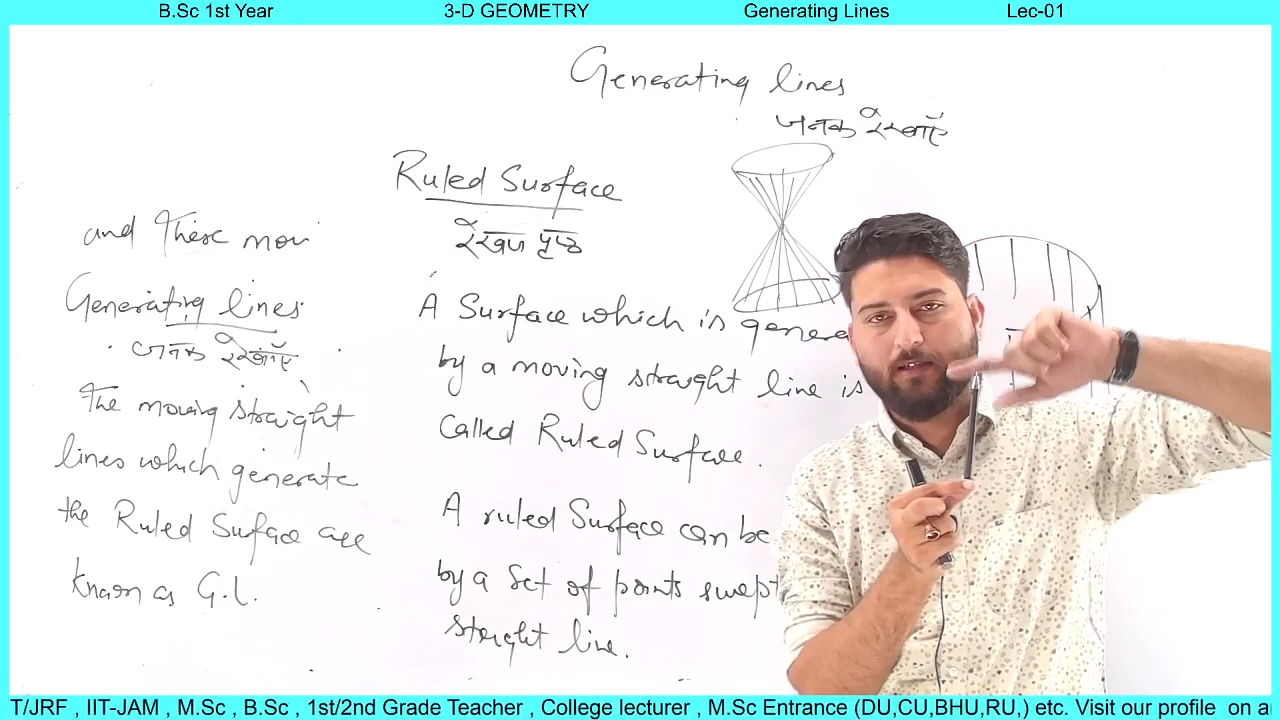 B.Sc 1st Year 3-D GEOMETRY Generating Lines Lec-01
Generating lines
जनक रेखाएँ
Ruled Surface
रेखज पृष्ठ
and these mov
Generating lines
जनक रेखाएँ
The moving straight
lines which generate
the Ruled Surface are
known as G.L.
A Surface which is genera
by a moving straight line is
Called Ruled Surface.
A ruled Surface can be
by a Set of points swept
straight line.
T/JRF , IIT-JAM , M.Sc , B.Sc , 1st/2nd Grade Teacher , College lecturer , M.Sc Entrance (DU,CU,BHU,RU,) etc. Visit our profile on a